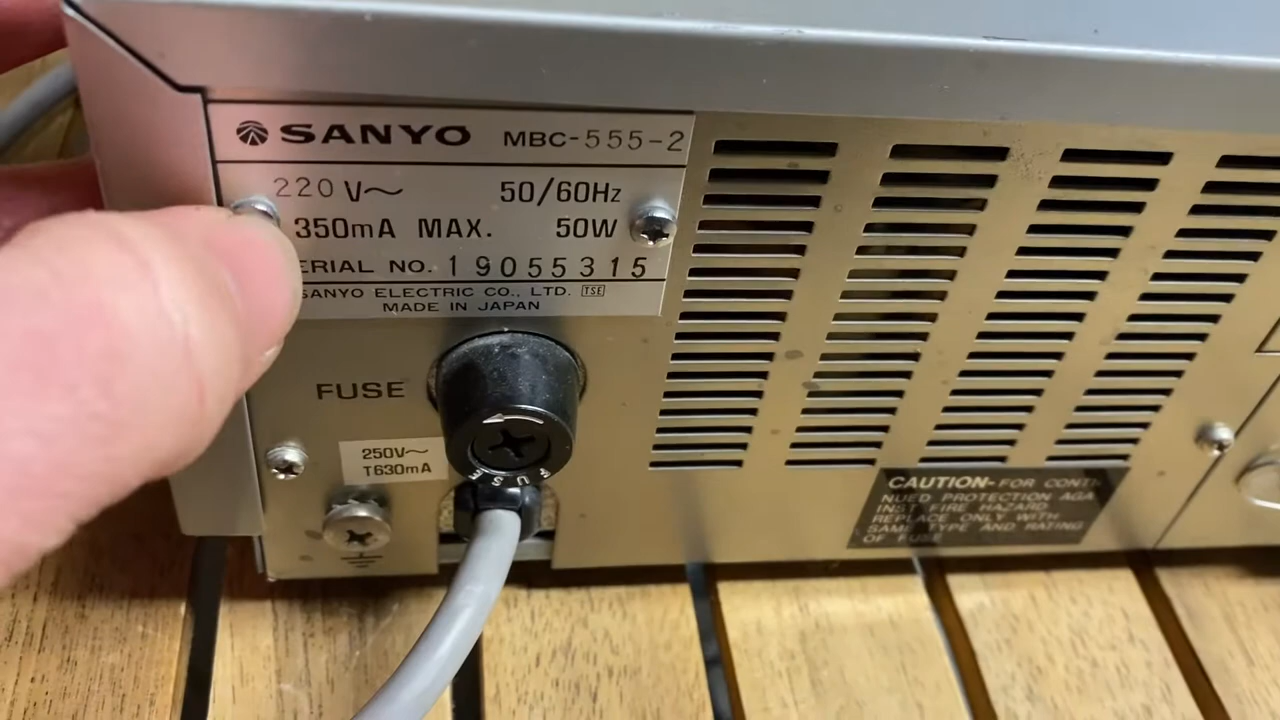 SANYO MBC-555-2
220 V~ 50/60Hz
350mA MAX. 50W
ERIAL NO. 19055315
SANYO ELECTRIC CO., LTD. TSE
MADE IN JAPAN
FUSE
250V~
T630mA
FUSE
CAUTION-FOR CONTI
NUED PROTECTION AGA
INST FIRE HAZARD
REPLACE ONLY WITH
SAME TYPE AND RATING
OF FUSE